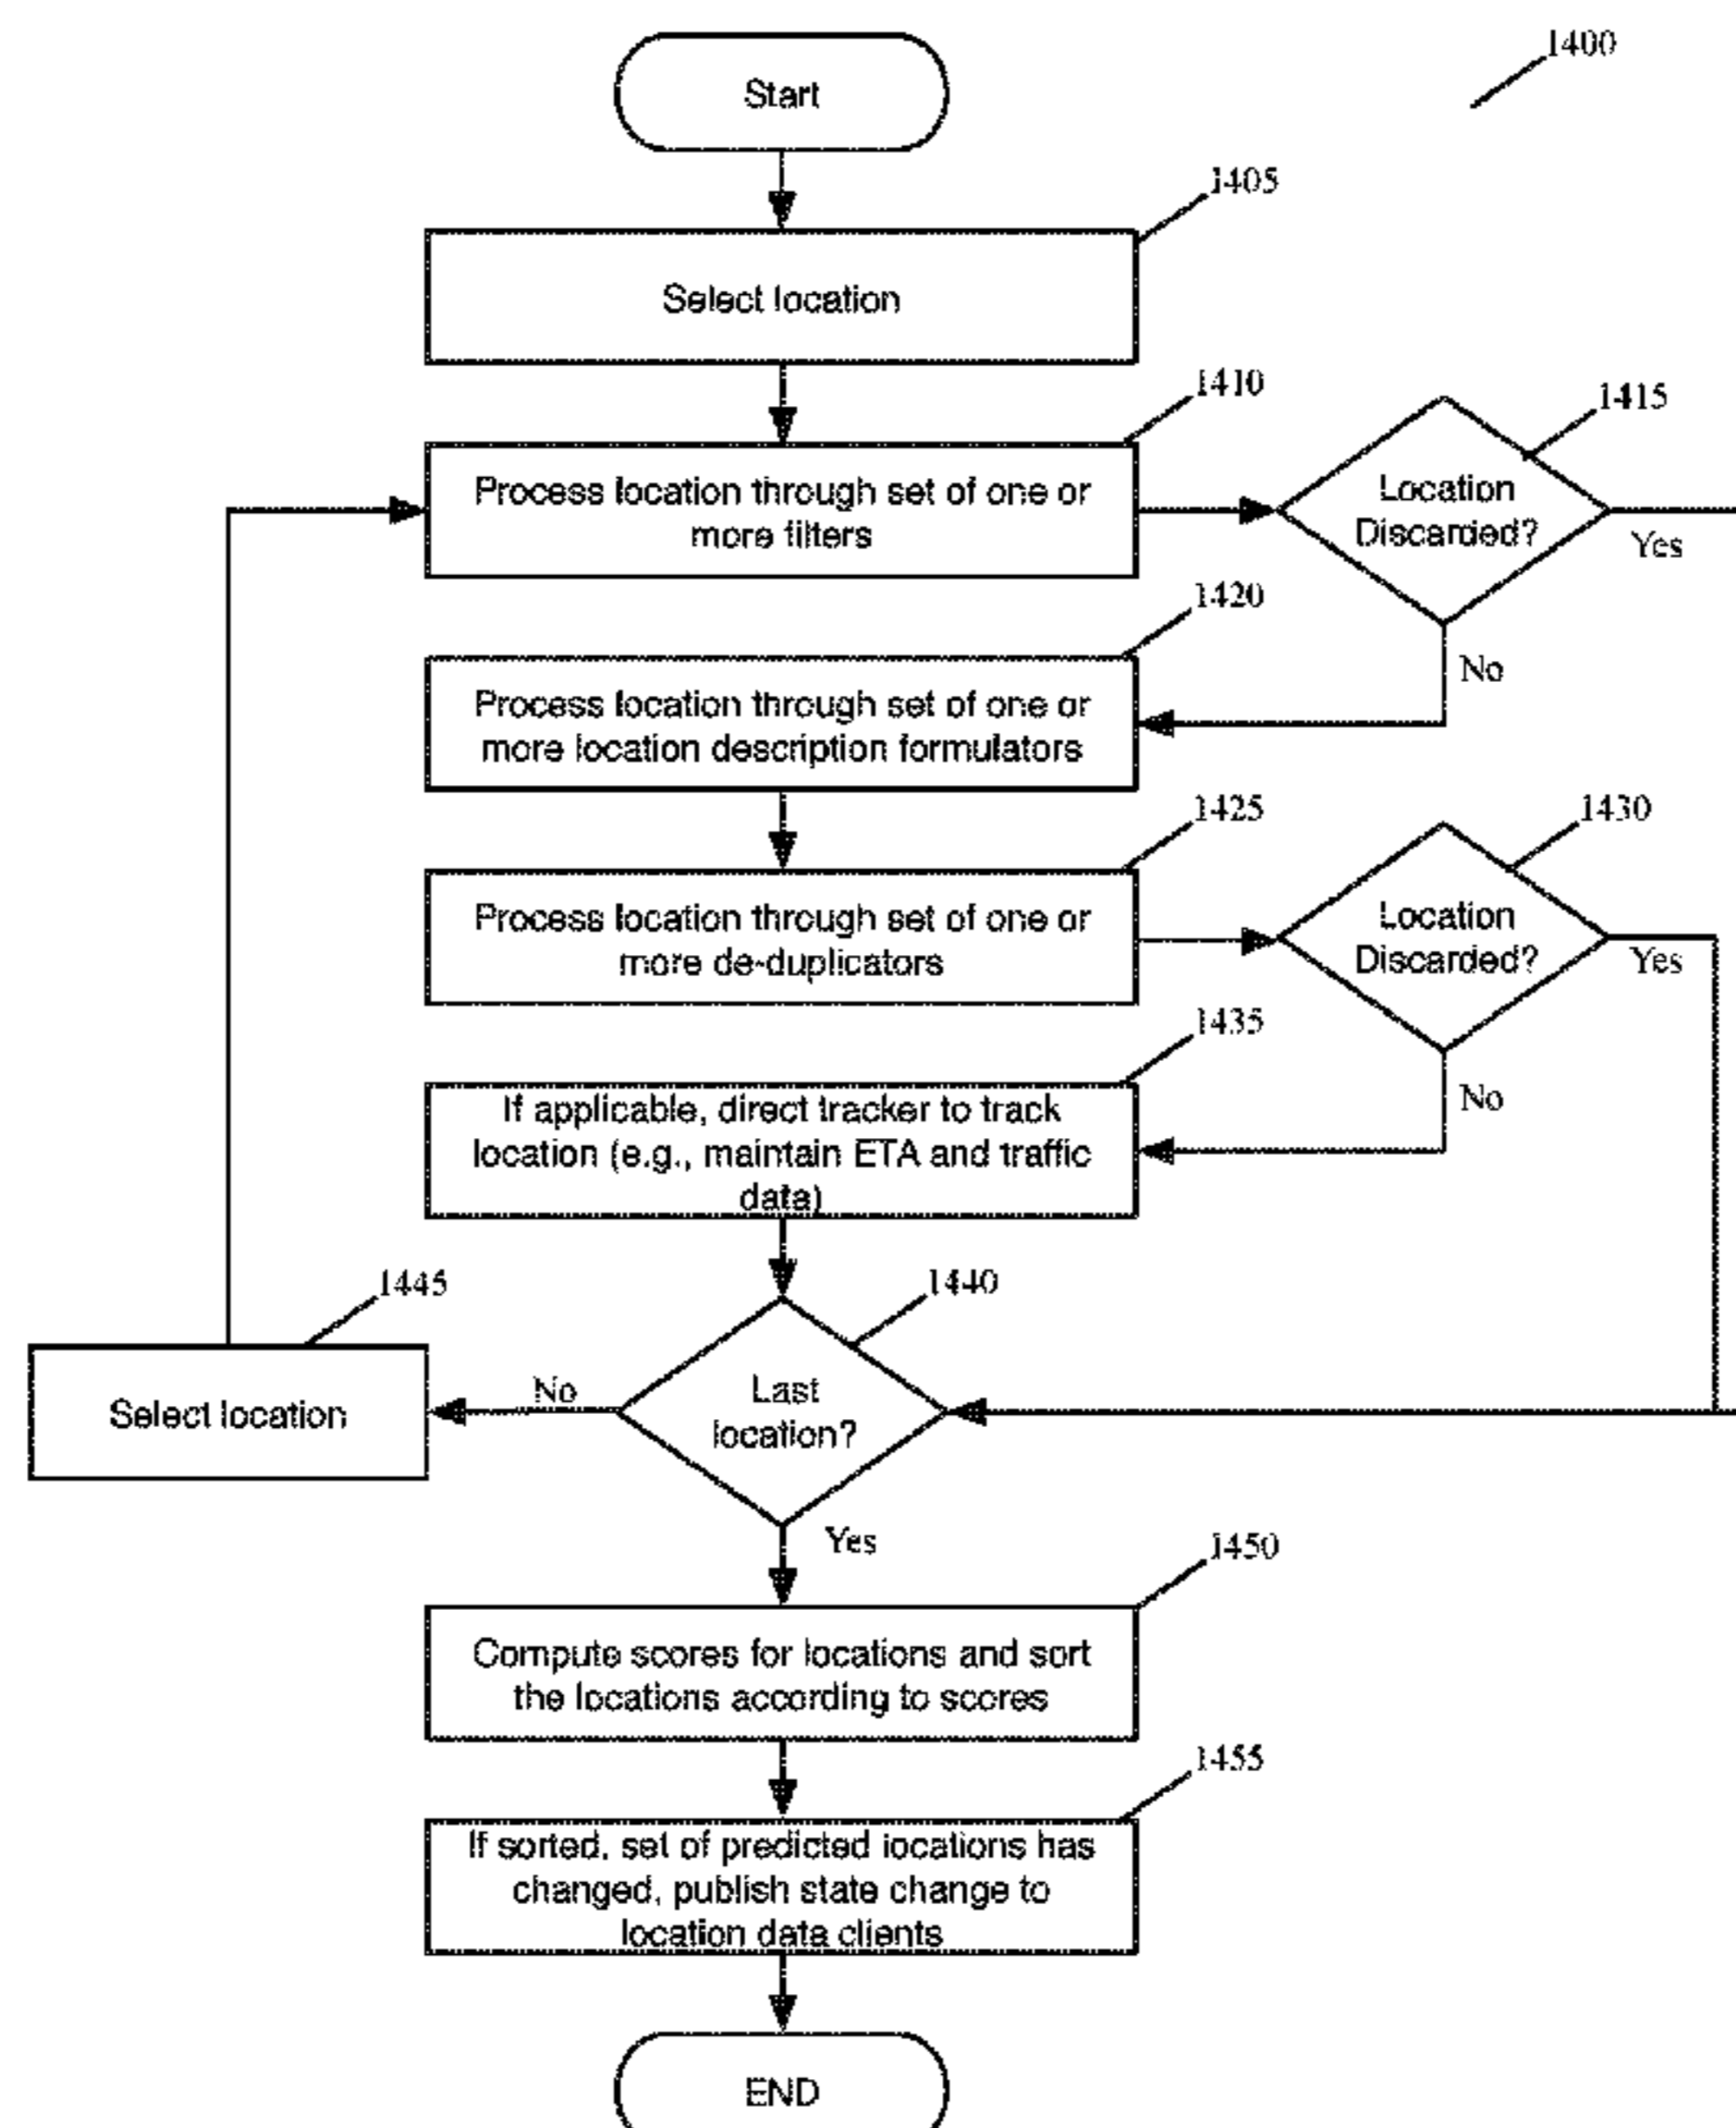 1400
Start
1405
Select location
1410
Process location through set of one or
more filters
1415
Location
Discarded?
Yes
No
1420
Process location through set of one or
more location description formulators
1425
Process location through set of one or
more de-duplicators
1430
Location
Discarded?
Yes
No
1435
If applicable, direct tracker to track
location (e.g., maintain ETA and traffic
data)
1440
Last
location?
No
1445
Select location
Yes
1450
Compute scores for locations and sort
the locations according to scores
1455
If sorted, set of predicted locations has
changed, publish state change to
location data clients
END